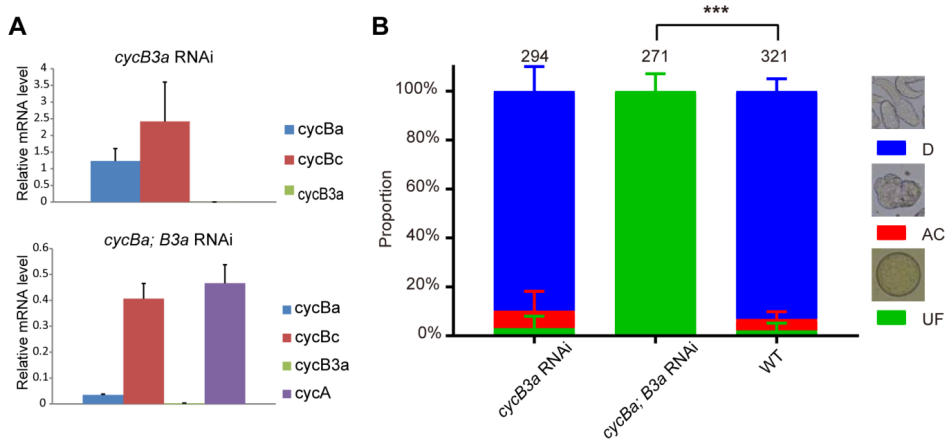 A
cycB3a RNAi
Relative mRNA level
4
3.5
3
2.5
2
1.5
1
0.5
0
cycBa
cycBc
cycB3a
cycBa; B3a RNAi
Relative mRNA level
0.6
0.5
0.4
0.3
0.2
0.1
0
cycBa
cycBc
cycB3a
cycA
B
***
294 271 321
Proportion
100%
80%
60%
40%
20%
0%
cycB3a RNAi
cycBa; B3a RNAi
WT
D
AC
UF